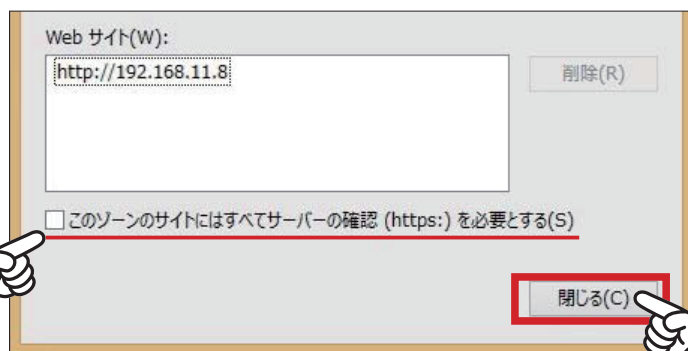 Web サイト(W):
http://192.168.11.8
削除(R)
このゾーンのサイトにはすべてサーバーの確認 (https:) を必要とする(S)
閉じる(C)